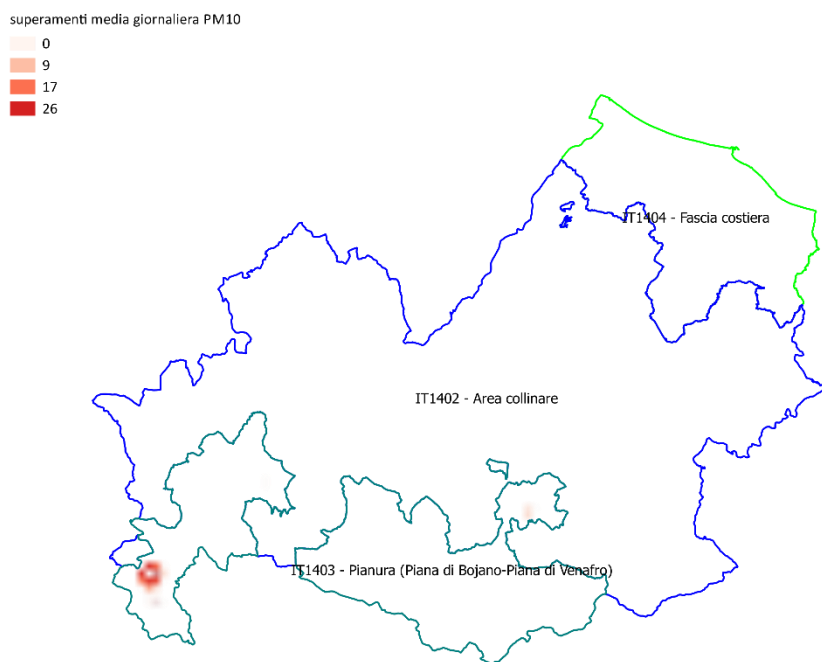 superamenti media giornaliera PM10
0
9
17
26
IT1404 - Fascia costiera
IT1402 - Area collinare
IT1403 - Pianura (Piana di Bojano-Piana di Venafro)